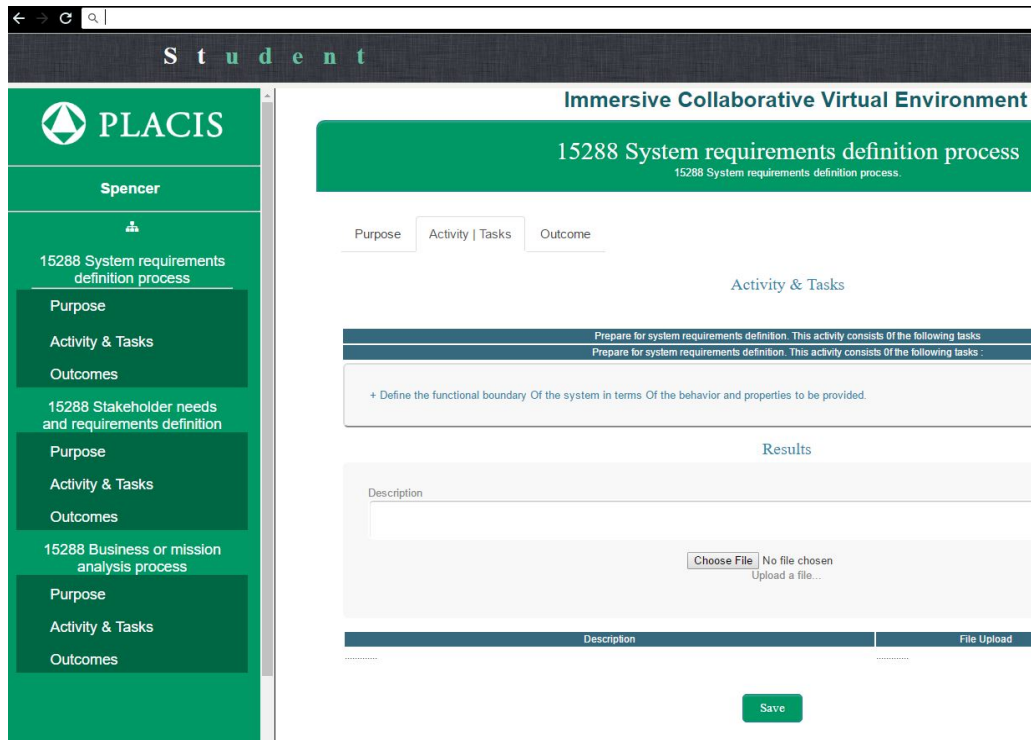 Student
PLACIS
Spencer
15288 System requirements
definition process
Purpose
Activity & Tasks
Outcomes
15288 Stakeholder needs
and requirements definition
Purpose
Activity & Tasks
Outcomes
15288 Business or mission
analysis process
Purpose
Activity & Tasks
Outcomes
Immersive Collaborative Virtual Environment
15288 System requirements definition process
15288 System requirements definition process.
Purpose Activity | Tasks Outcome
Activity & Tasks
Prepare for system requirements definition. This activity consists 0f the following tasks
Prepare for system requirements definition. This activity consists 0f the following tasks :
+ Define the functional boundary Of the system in terms Of the behavior and properties to be provided.
Results
Description
Choose File No file chosen
Upload a file...
Description File Upload
............. .............
Save